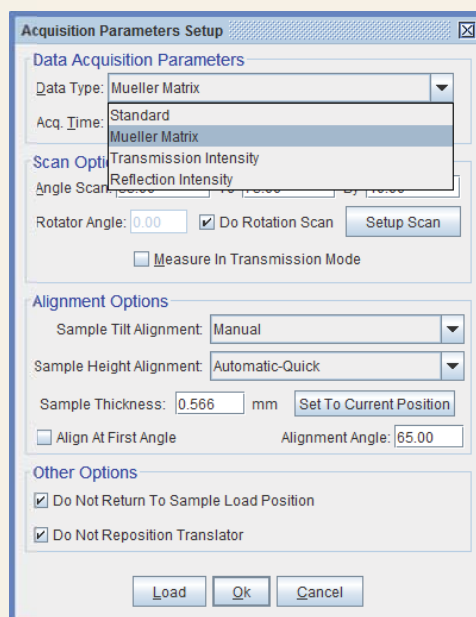 Acquisition Parameters Setup
Data Acquisition Parameters
Data Type: Mueller Matrix
Standard
Acq. Time:
Mueller Matrix
Transmission Intensity
Scan Opti
Reflection Intensity
Angle Scan: To By
Rotator Angle: 0.00 Do Rotation Scan Setup Scan
Measure In Transmission Mode
Alignment Options
Sample Tilt Alignment: Manual
Sample Height Alignment: Automatic-Quick
Sample Thickness: 0.566 mm Set To Current Position
Align At First Angle Alignment Angle: 65.00
Other Options
Do Not Return To Sample Load Position
Do Not Reposition Translator
Load Ok Cancel